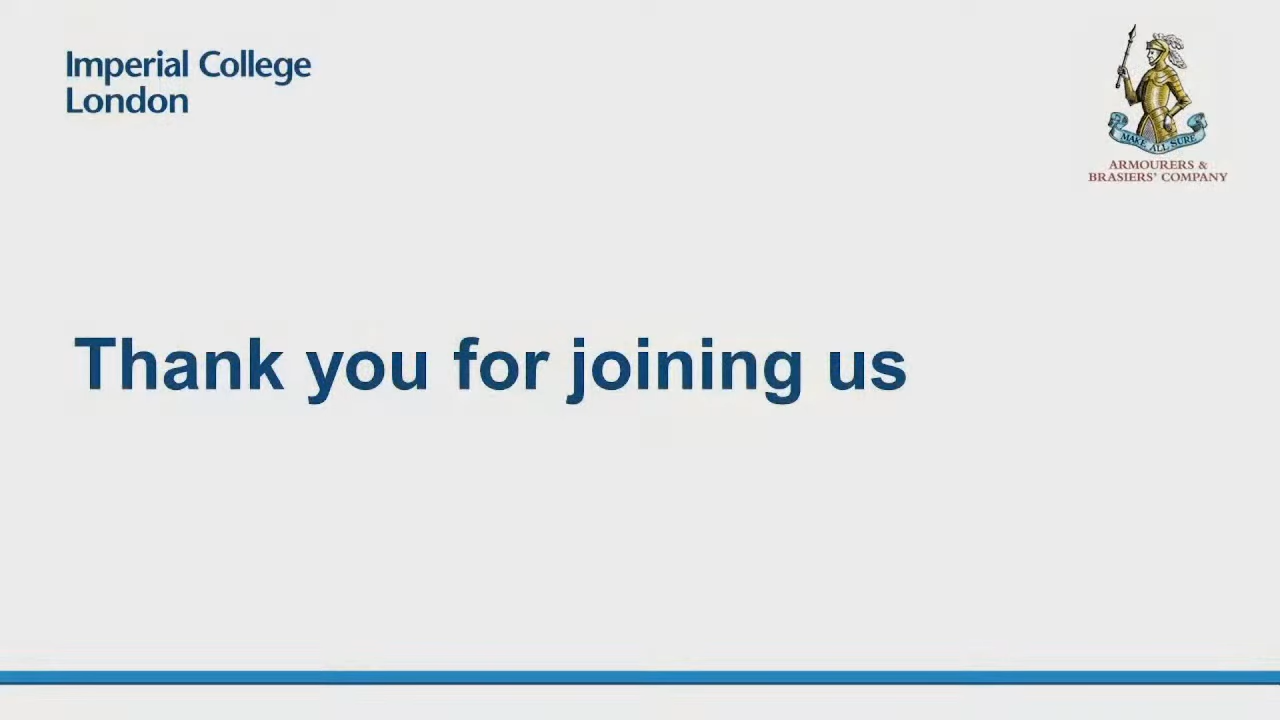 Imperial College
London
MAKE ALL SURE
ARMOURERS &
BRASIERS' COMPANY
Thank you for joining us